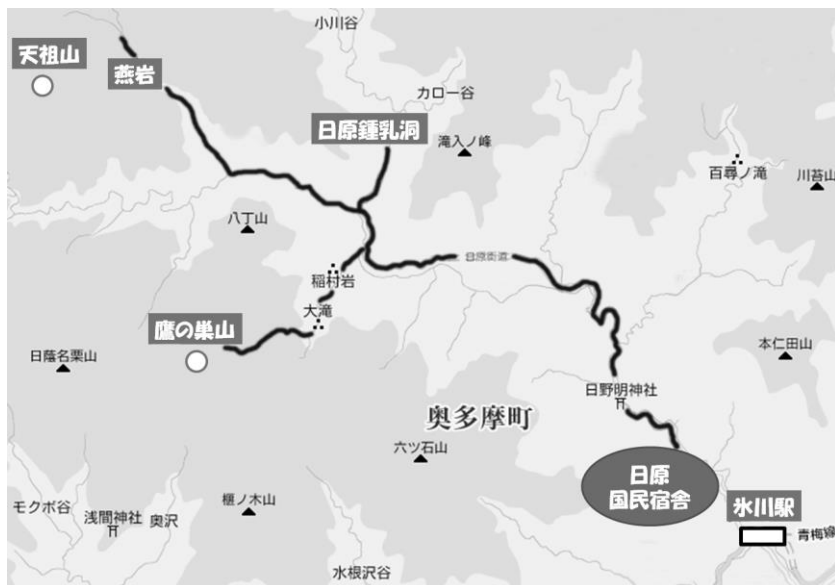 小川谷
天祖山
燕岩
カロー谷
日原鍾乳洞
滝入ノ峰
百尋ノ滝
川苔山
八丁山
日原街道
稲村岩
大滝
鷹の巣山
日蔭名栗山
本仁田山
日野明神社
奥多摩町
六ツ石山
日原
国民宿舎
榧ノ木山
モクボ谷
浅間神社
奥沢
氷川駅
青梅線
水根沢谷